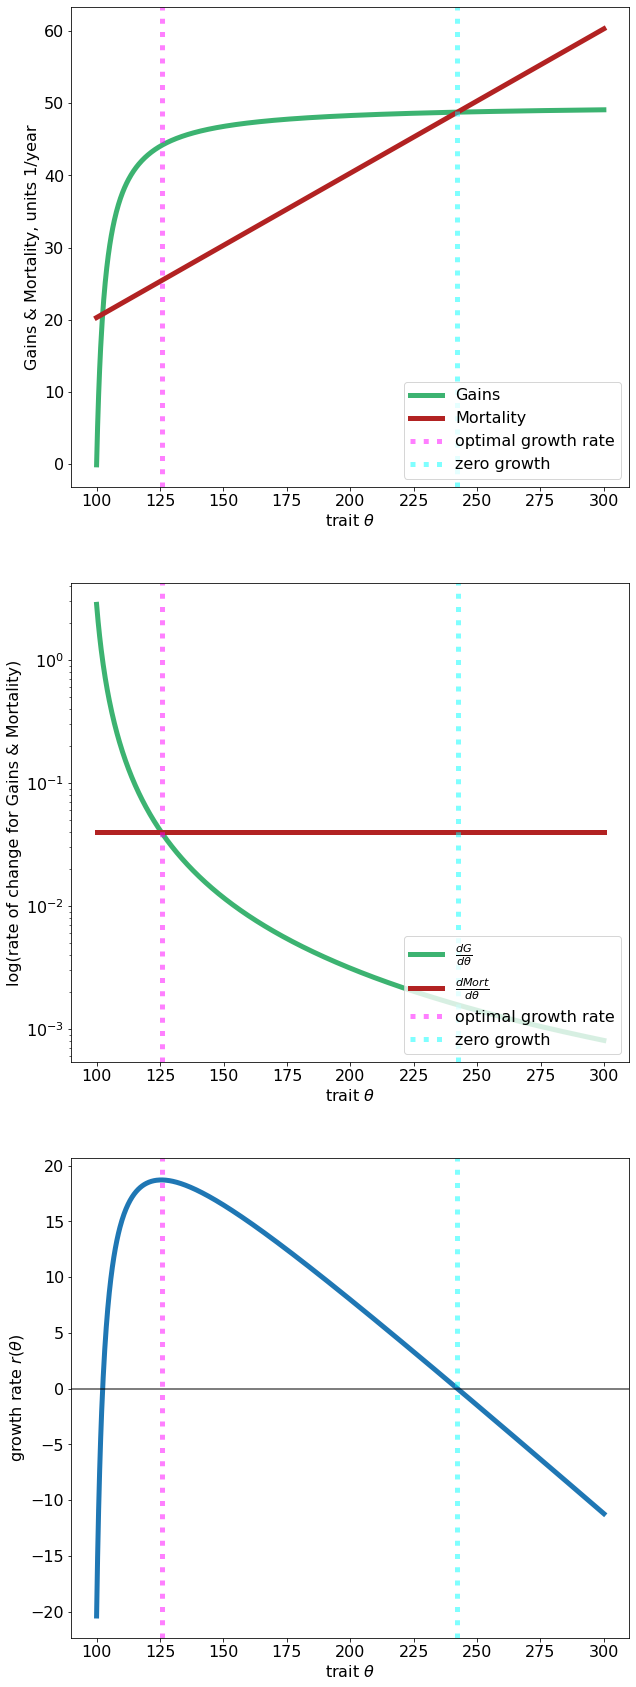 60
50
40
30
20
10
0
Gains & Mortality, units 1/year
Gains
Mortality
optimal growth rate
zero growth
100 125 150 175 200 225 250 275 300
trait θ
10⁰
10⁻¹
10⁻²
10⁻³
log(rate of change for Gains & Mortality)
dG/dθ
dMort/dθ
optimal growth rate
zero growth
100 125 150 175 200 225 250 275 300
trait θ
20
15
10
5
0
−5
−10
−15
−20
growth rate r(θ)
100 125 150 175 200 225 250 275 300
trait θ